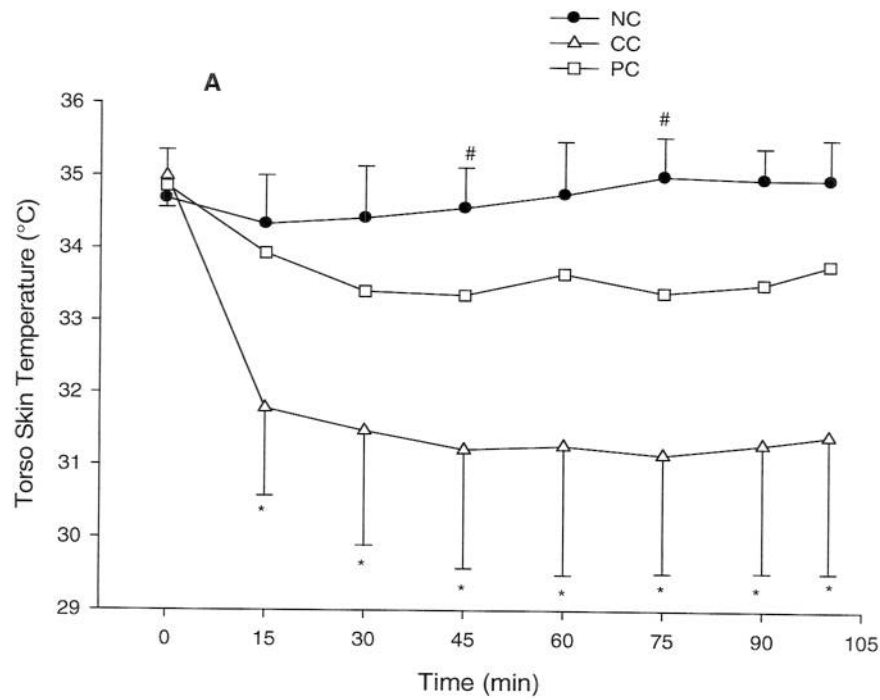 NC
CC
PC
A
36
35
34
33
32
31
30
29
# #
* * * * * * *
0 15 30 45 60 75 90 105
Torso Skin Temperature (°C)
Time (min)